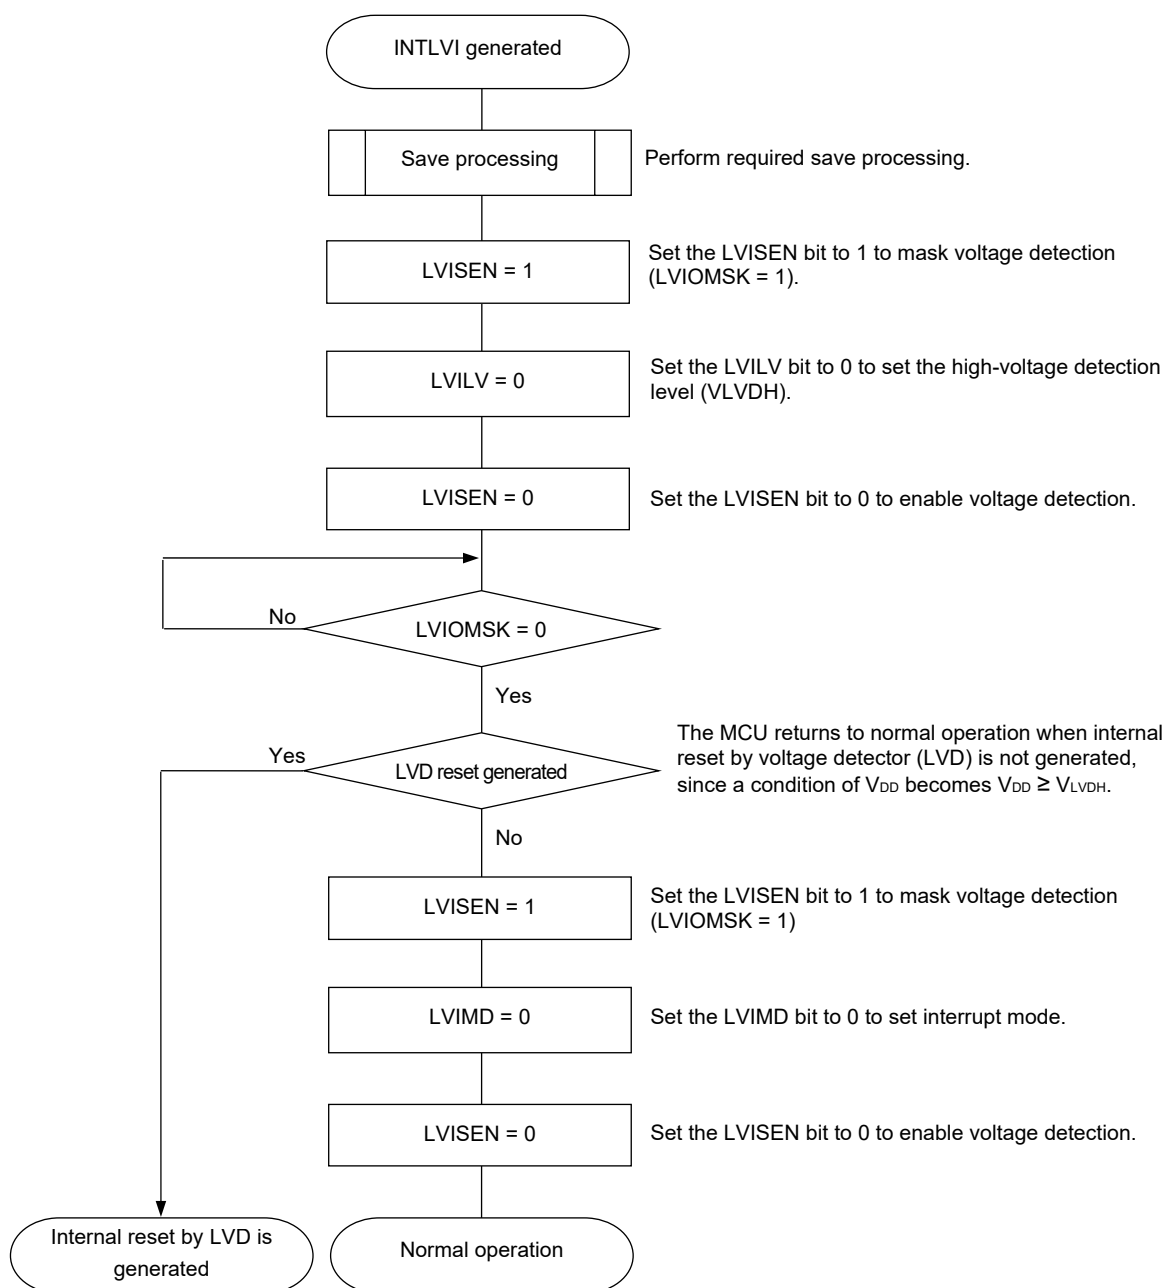 INTLVI generated
Save processing
Perform required save processing.
LVISEN = 1
Set the LVISEN bit to 1 to mask voltage detection
(LVIOMSK = 1).
LVILV = 0
Set the LVILV bit to 0 to set the high-voltage detection
level (VLVDH).
LVISEN = 0
Set the LVISEN bit to 0 to enable voltage detection.
No
LVIOMSK = 0
Yes
Yes
LVD reset generated
The MCU returns to normal operation when internal
reset by voltage detector (LVD) is not generated,
since a condition of VDD becomes VDD ≥ VLVDH.
No
LVISEN = 1
Set the LVISEN bit to 1 to mask voltage detection
(LVIOMSK = 1)
LVIMD = 0
Set the LVIMD bit to 0 to set interrupt mode.
LVISEN = 0
Set the LVISEN bit to 0 to enable voltage detection.
Internal reset by LVD is
generated
Normal operation